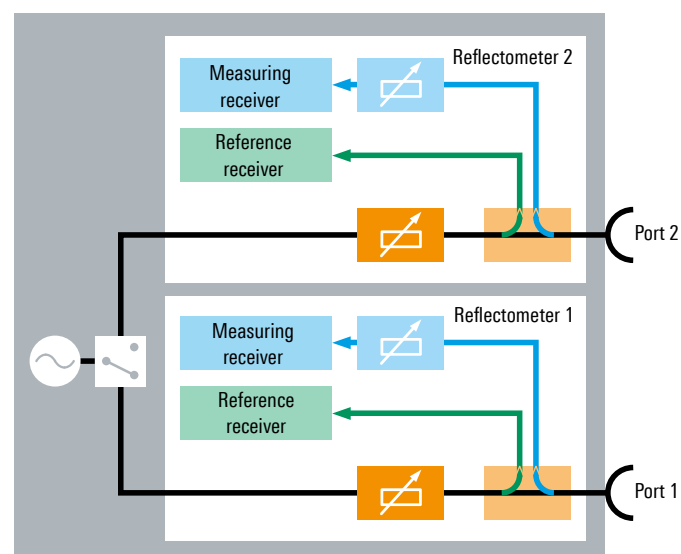 Reflectometer 2
Measuring
receiver
Reference
receiver
Port 2
Reflectometer 1
Measuring
receiver
Reference
receiver
Port 1